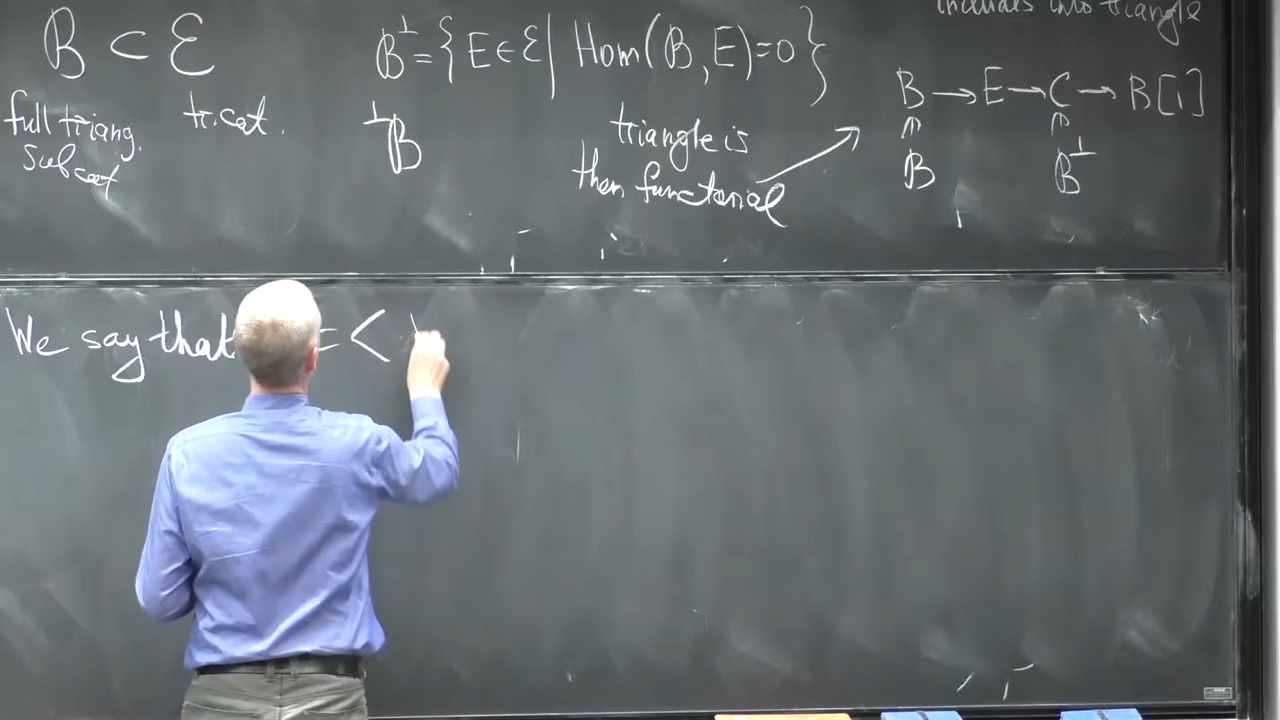 B ⊂ ℰ
full triang. subcat
tr. cat.
B^⊥ = {E ∈ ℰ | Hom(B, E) = 0}
^⊥B
triangle is
then functorial
includes into triangle
B → E → C → B[1]
∈ ∈
B B^⊥
We say that = <